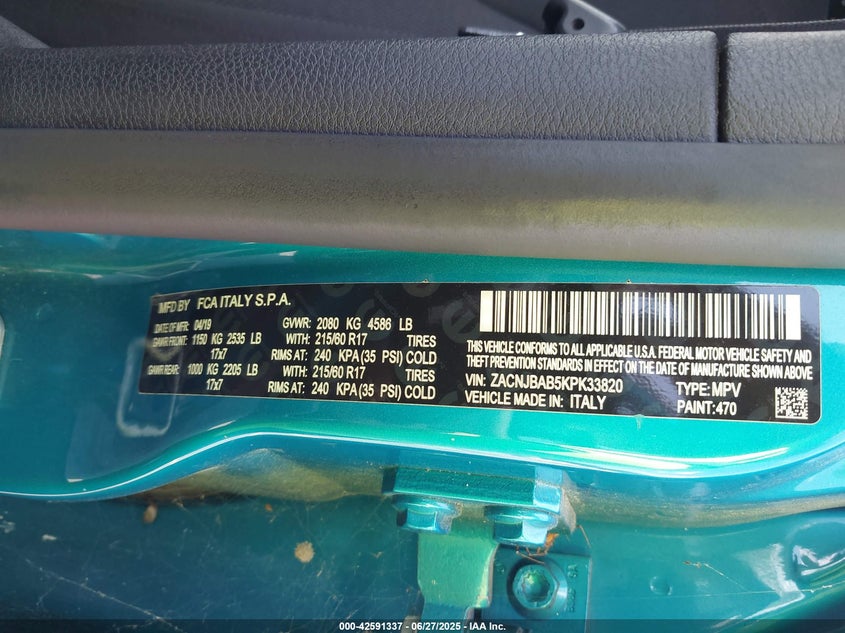 MFD BY FCA ITALY S.P.A.
DATE OF MFR: 04/19 GVWR: 2080 KG 4586 LB
GAWR FRONT: 1150 KG 2535 LB WITH: 215/60 R17 TIRES
17x7 RIMS AT: 240 KPA(35 PSI) COLD
GAWR REAR: 1000 KG 2205 LB WITH: 215/60 R17 TIRES
17x7 RIMS AT: 240 KPA(35 PSI) COLD
THIS VEHICLE CONFORMS TO ALL APPLICABLE U.S.A. FEDERAL MOTOR VEHICLE SAFETY AND
THEFT PREVENTION STANDARDS IN EFFECT ON THE DATE OF MANUFACTURE SHOWN ABOVE
VIN: ZACNJBAB5KPK33820 TYPE: MPV
VEHICLE MADE IN: ITALY PAINT: 470
000-42591337 - 06/27/2025 - IAA Inc.